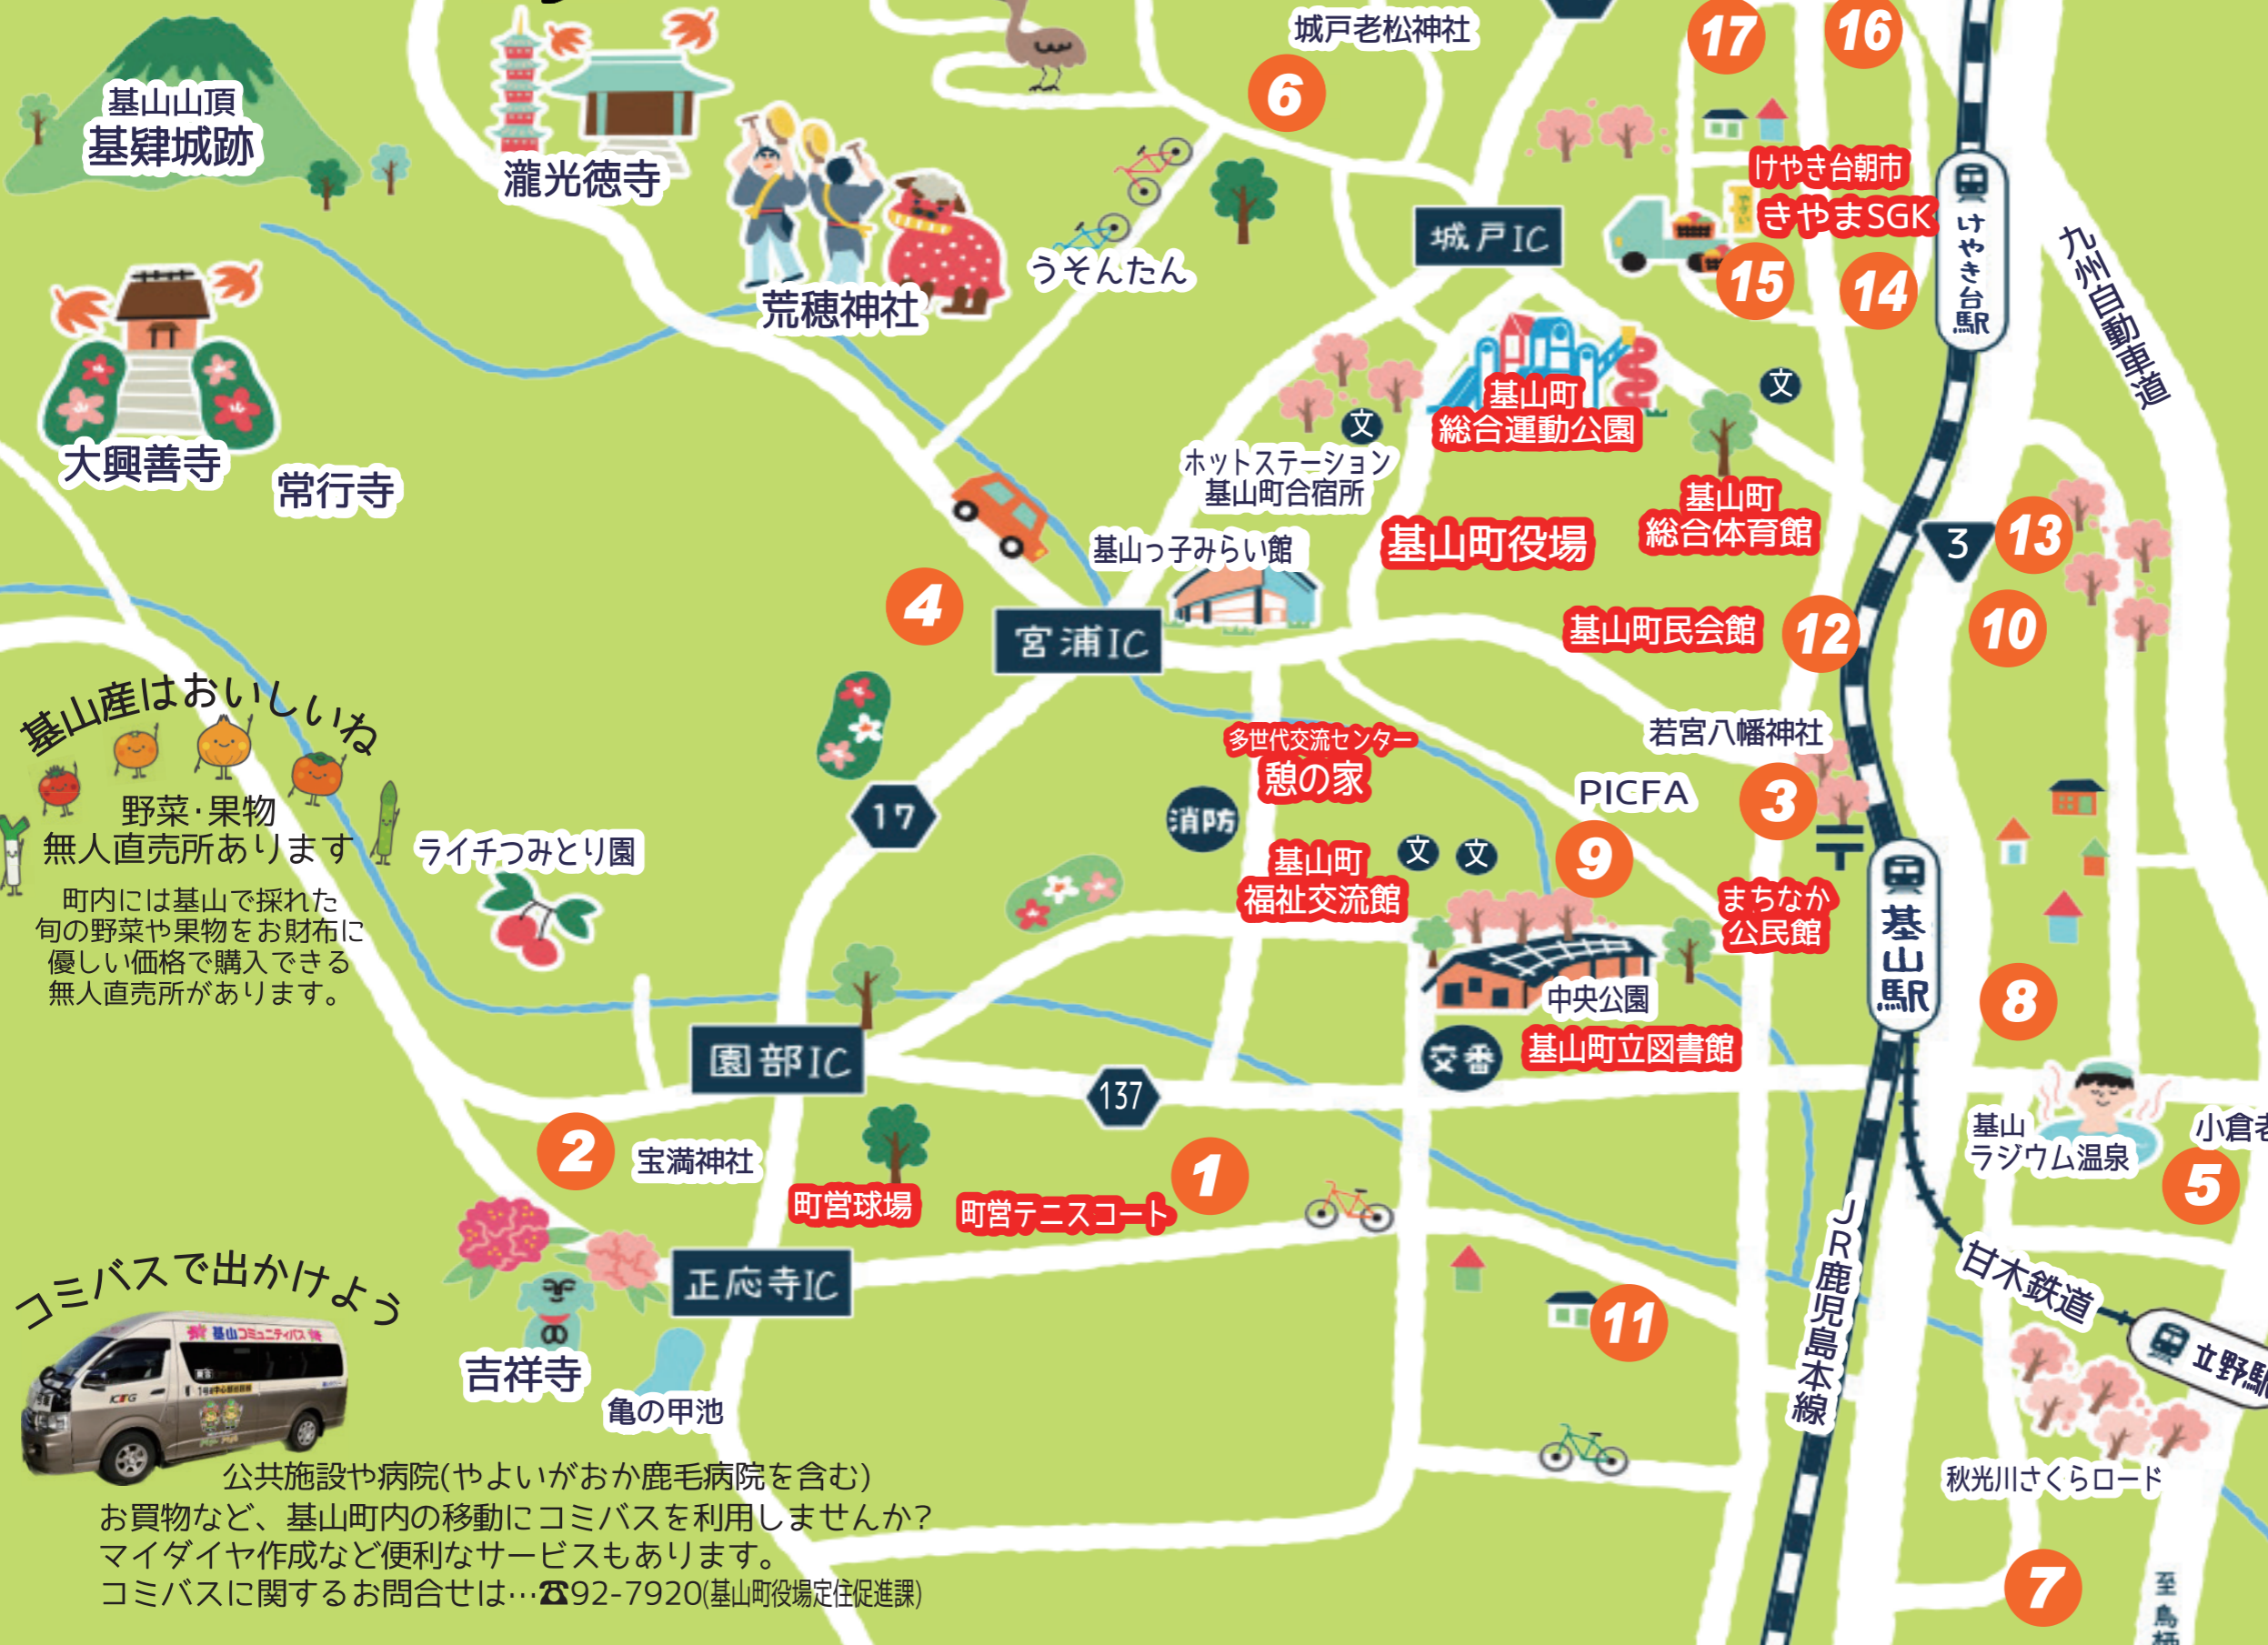 城戸老松神社
17
16
6
基山山頂
基肄城跡
瀧光徳寺
けやき台朝市
きやまSGK
やさい
けやき台駅
城戸IC
うそんたん
荒穂神社
15
14
九州自動車道
文
基山町
総合運動公園
文
大興善寺
常行寺
ホットステーション
基山町合宿所
基山町
総合体育館
基山町役場
基山っ子みらい館
3
13
4
宮浦IC
基山町民会館
12
10
基山産はおいしいね
野菜・果物
無人直売所あります
町内には基山で採れた
旬の野菜や果物をお財布に
優しい価格で購入できる
無人直売所があります。
ライチつみとり園
17
消防
多世代交流センター
憩の家
若宮八幡神社
PICFA
3
〒
基山町
福祉交流館
文
文
9
まちなか
公民館
基山駅
中央公園
8
園部IC
交番
基山町立図書館
137
2
宝満神社
町営球場
町営テニスコート
1
基山
ラジウム温泉
小倉老
5
正応寺IC
吉祥寺
亀の甲池
11
JR鹿児島本線
甘木鉄道
立野駅
秋光川さくらロード
7
至鳥栖
コミバスで出かけよう
基山コミュニティバス
公共施設や病院(やよいがおか鹿毛病院を含む)
お買物など、基山町内の移動にコミバスを利用しませんか?
マイダイヤ作成など便利なサービスもあります。
コミバスに関するお問合せは…☎92-7920(基山町役場定住促進課)